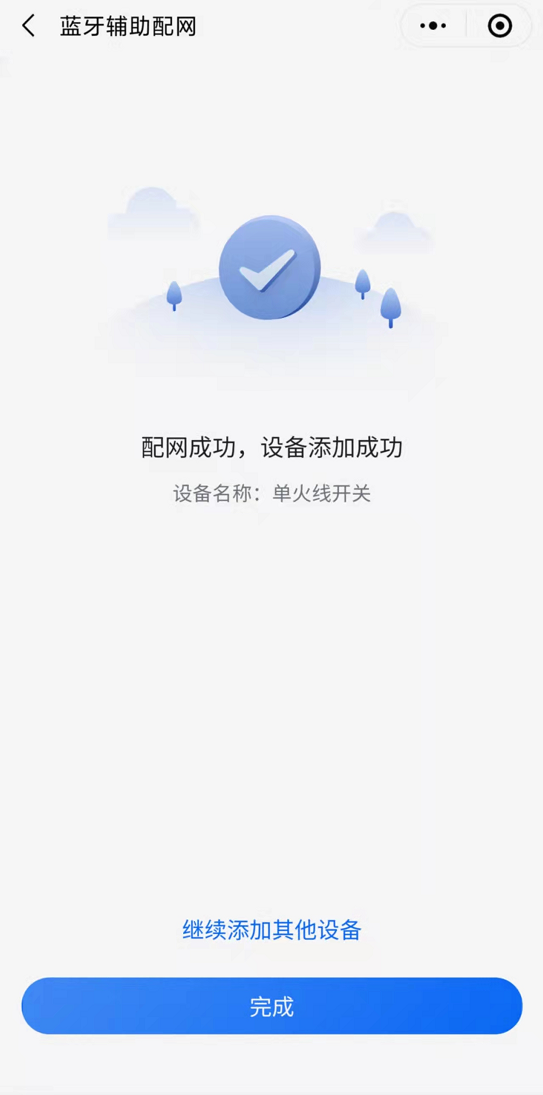 蓝牙辅助配网
配网成功，设备添加成功
设备名称：单火线开关
继续添加其他设备
完成